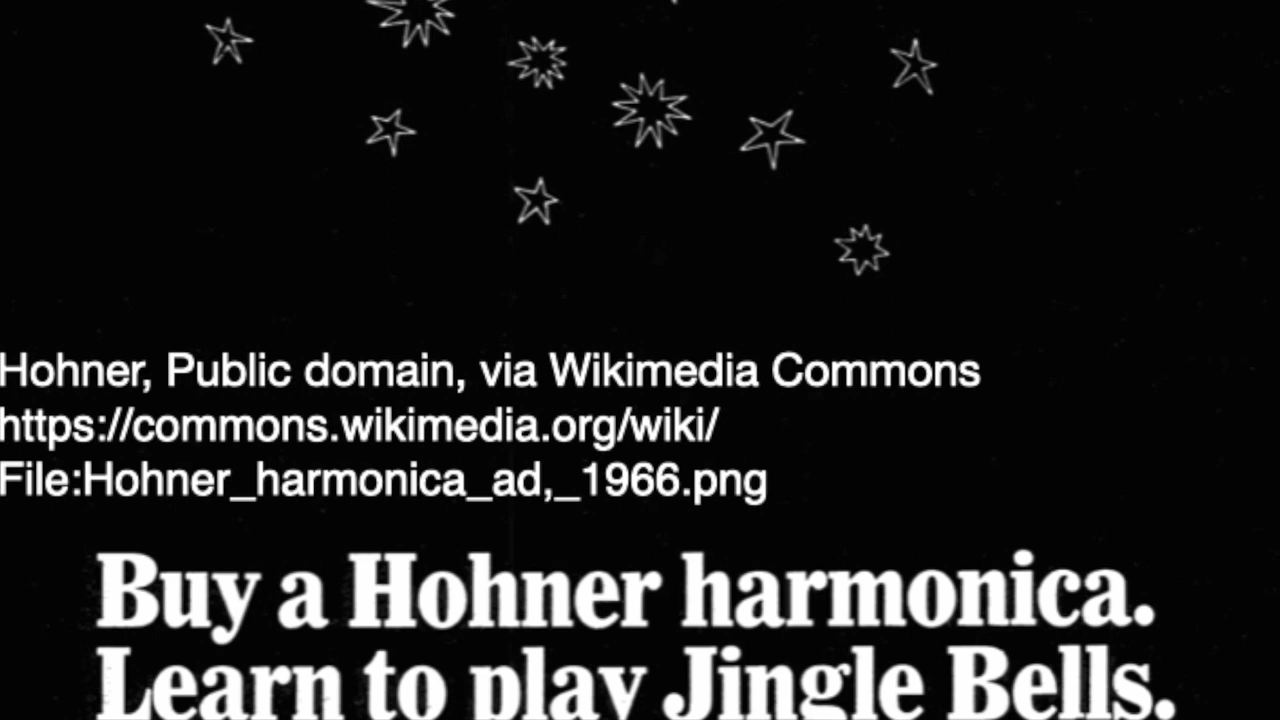 Hohner, Public domain, via Wikimedia Commons
https://commons.wikimedia.org/wiki/
File:Hohner_harmonica_ad,_1966.png
Buy a Hohner harmonica.
Learn to play Jingle Bells.